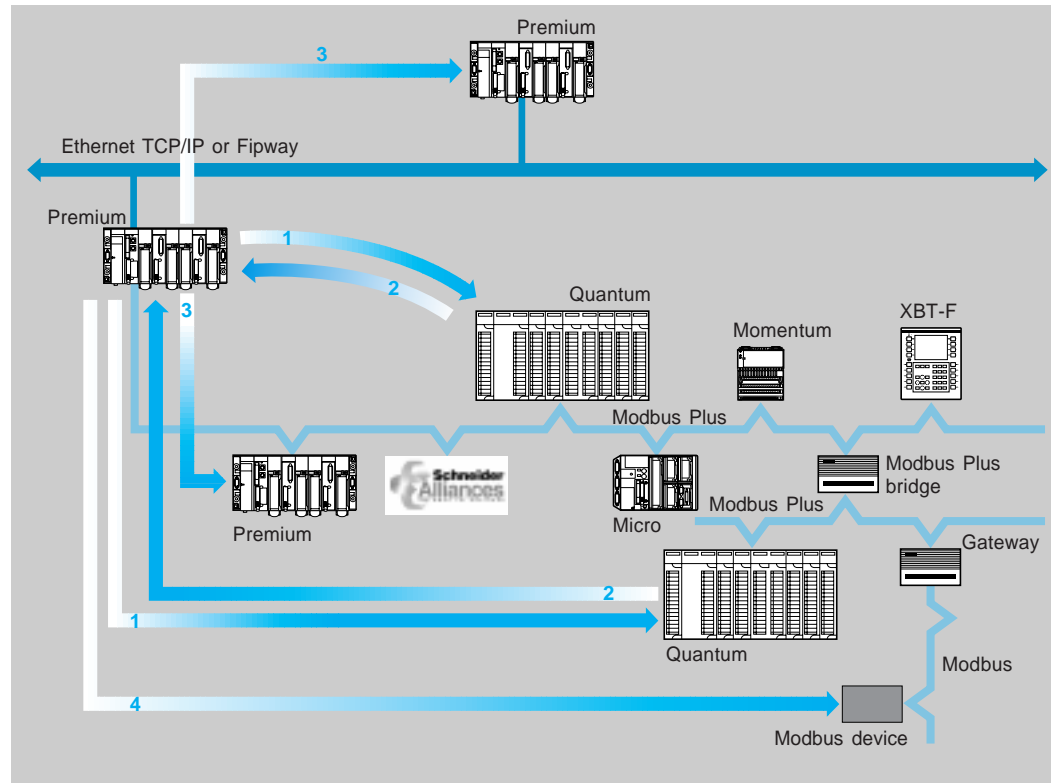 Premium
3
Ethernet TCP/IP or Fipway
Premium
1
2
3
Quantum
Momentum
XBT-F
Modbus Plus
Schneider
Alliances
Modbus Plus
bridge
Premium
Micro
Modbus Plus
Gateway
2
1
Quantum
Modbus
4
Modbus device